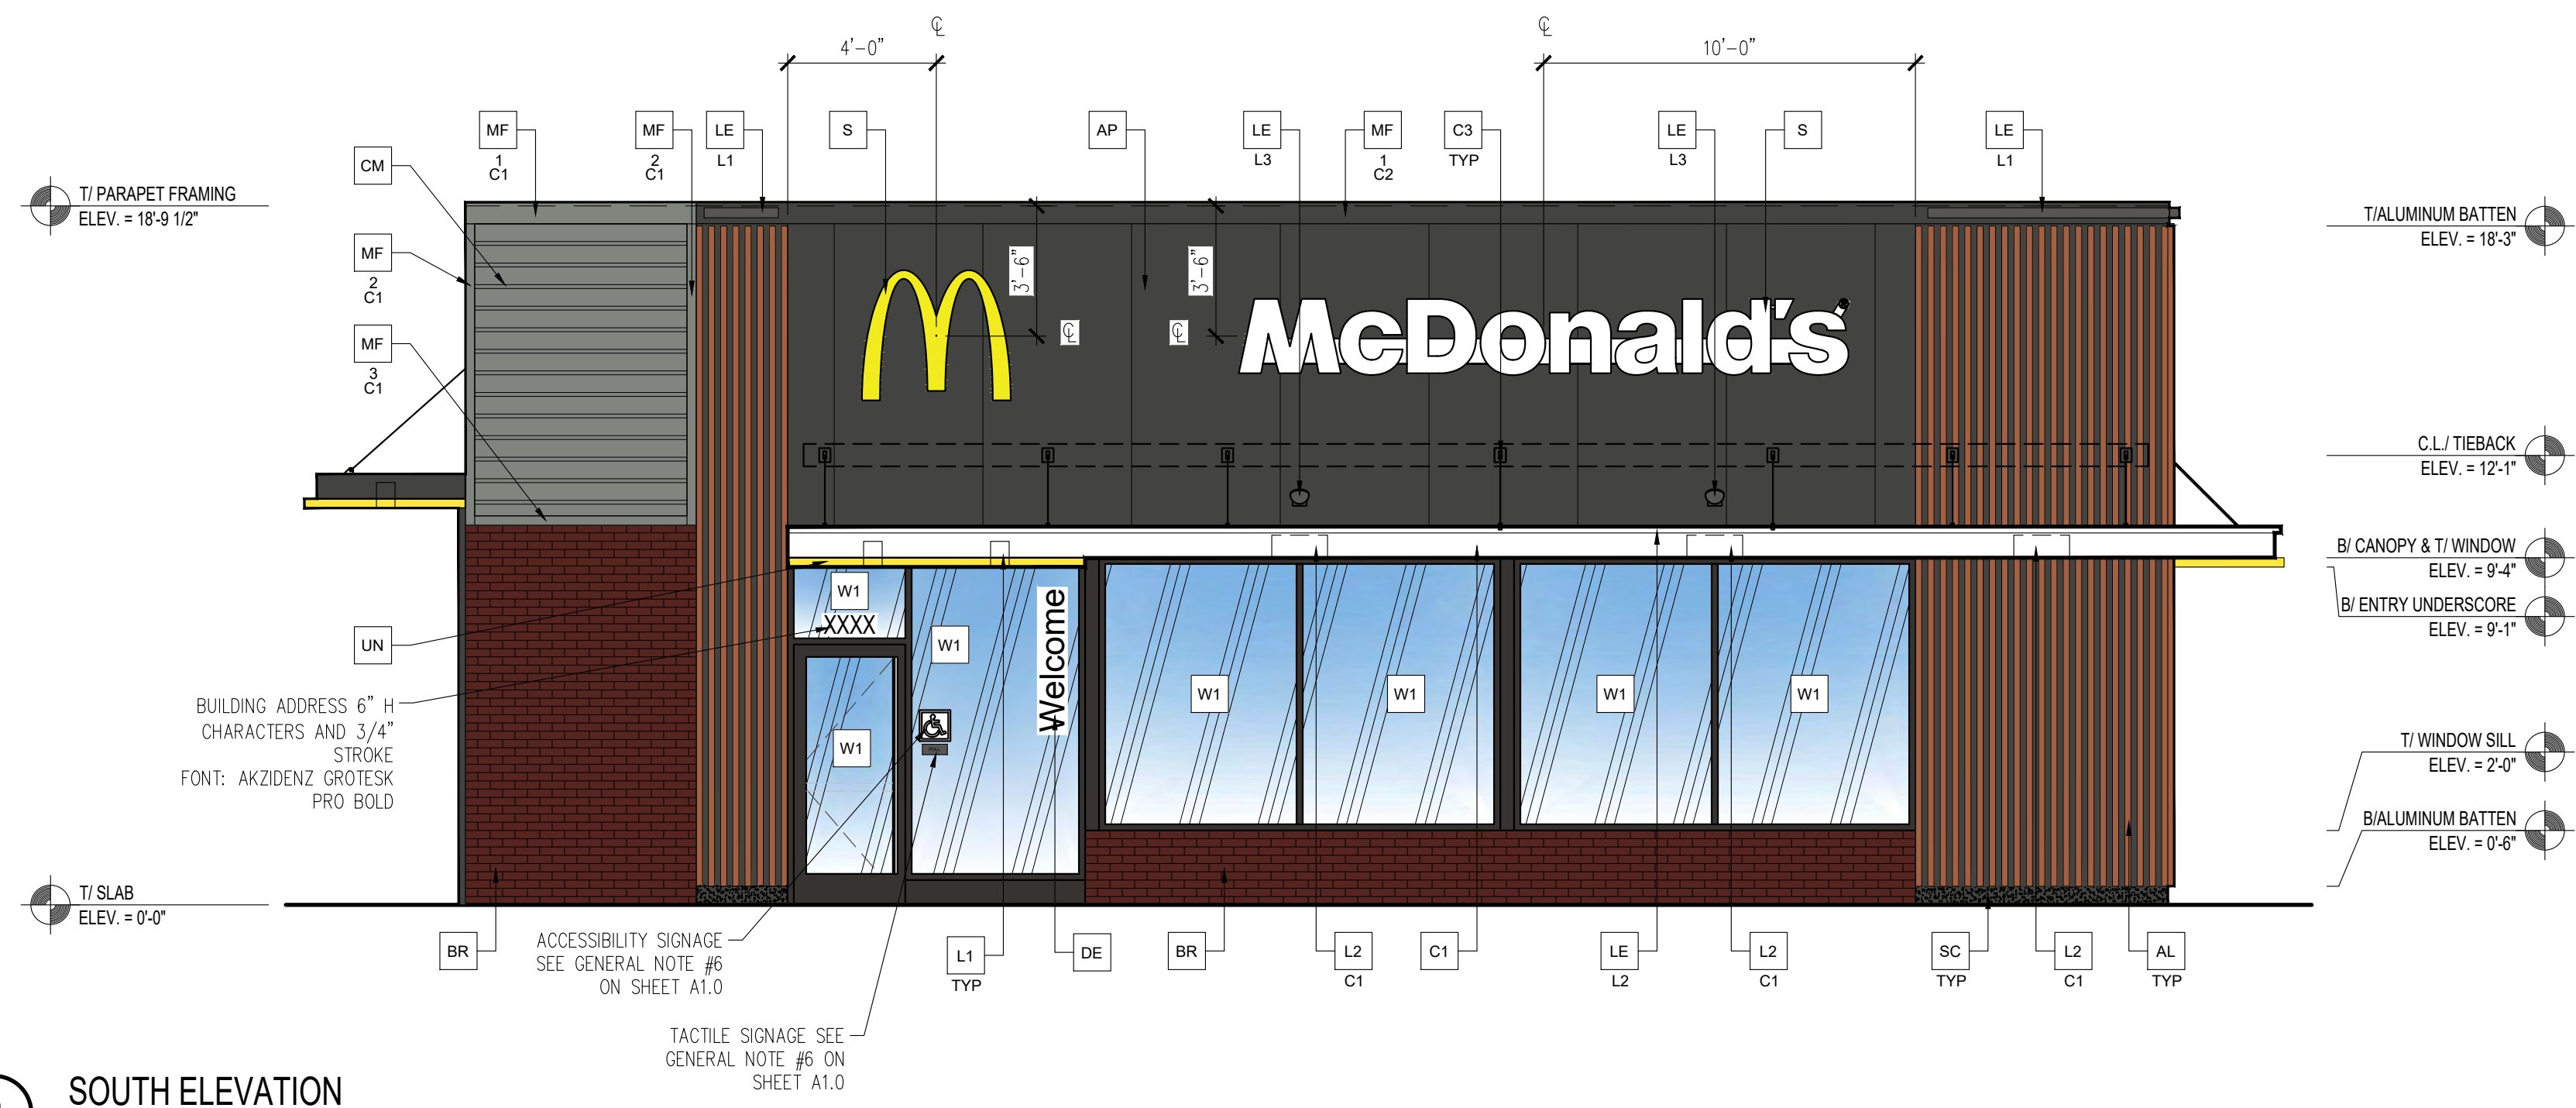 ℄
℄
4'-0"
10'-0"
MF
1
C1
MF
2
C1
LE
L1
S
AP
LE
L3
MF
1
C2
C3
TYP
LE
L3
S
LE
L1
CM
T/ PARAPET FRAMING
ELEV. = 18'-9 1/2"
T/ALUMINUM BATTEN
ELEV. = 18'-3"
MF
2
C1
3'-6"
3'-6"
℄
℄
McDonald's
MF
3
C1
C.L./ TIEBACK
ELEV. = 12'-1"
B/ CANOPY & T/ WINDOW
ELEV. = 9'-4"
B/ ENTRY UNDERSCORE
ELEV. = 9'-1"
W1
XXXX
W1
Welcome
UN
W1
W1
W1
W1
W1
BUILDING ADDRESS 6" H
CHARACTERS AND 3/4"
STROKE
FONT: AKZIDENZ GROTESK
PRO BOLD
T/ WINDOW SILL
ELEV. = 2'-0"
B/ALUMINUM BATTEN
ELEV. = 0'-6"
T/ SLAB
ELEV. = 0'-0"
BR
ACCESSIBILITY SIGNAGE
SEE GENERAL NOTE #6
ON SHEET A1.0
L1
TYP
DE
BR
L2
C1
C1
LE
L2
L2
C1
SC
TYP
L2
C1
AL
TYP
TACTILE SIGNAGE SEE
GENERAL NOTE #6 ON
SHEET A1.0
SOUTH ELEVATION